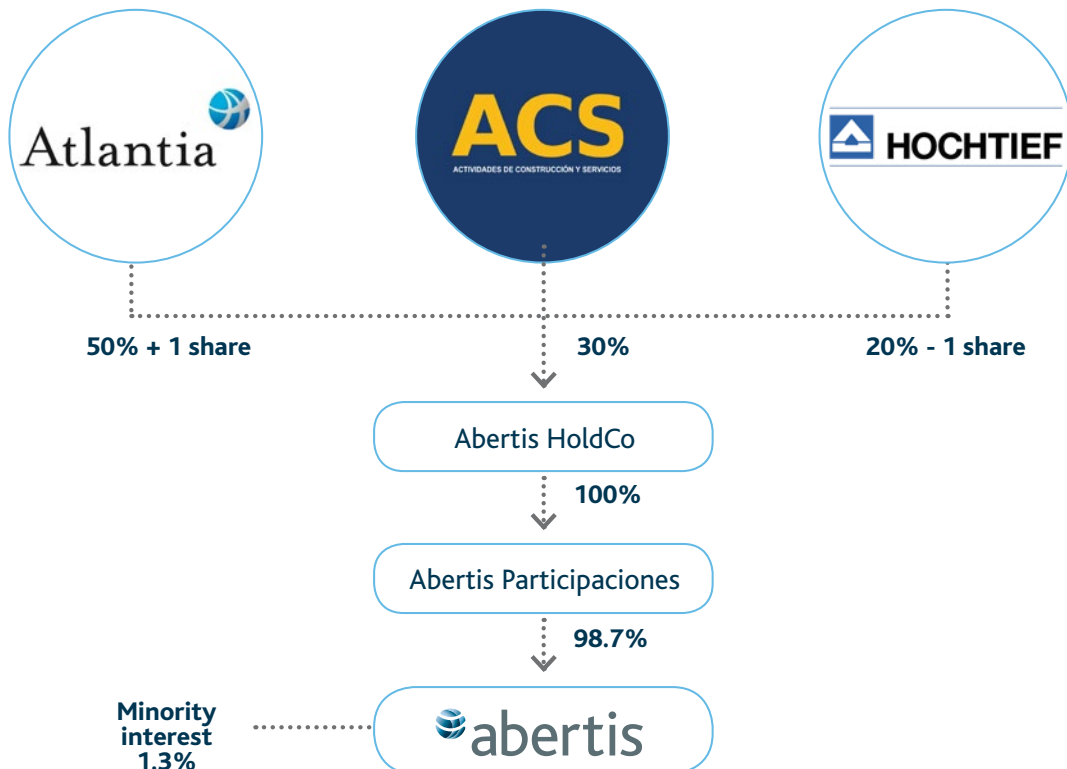 Atlantia
ACS
ACTIVIDADES DE CONSTRUCCIÓN Y SERVICIOS
HOCHTIEF
50% + 1 share
30%
20% - 1 share
Abertis HoldCo
100%
Abertis Participaciones
98.7%
Minority
interest
1.3%
abertis